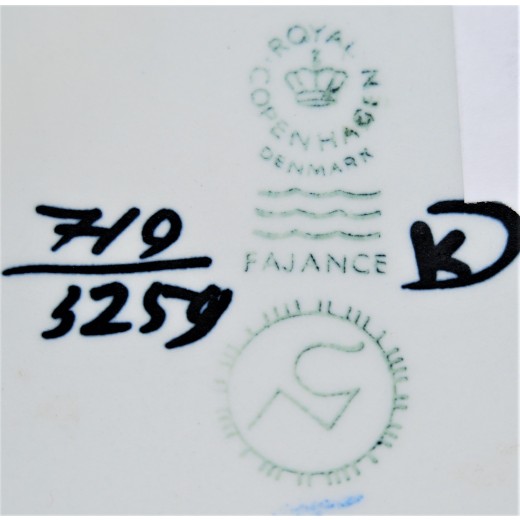 ROYAL
COPENHAGEN
DENMARK
FAJANCE
719
3259
K